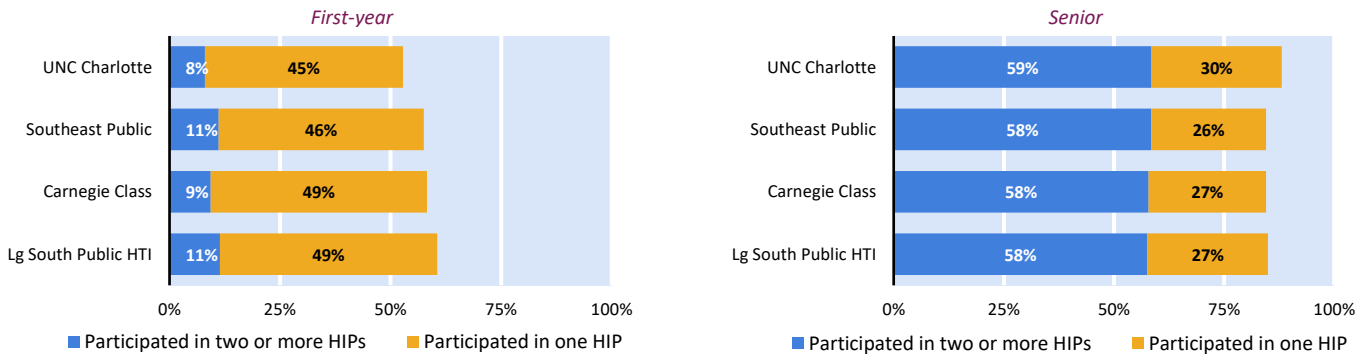 First-year
UNC Charlotte
8%
45%
Southeast Public
11%
46%
Carnegie Class
9%
49%
Lg South Public HTI
11%
49%
0% 25% 50% 75% 100%
Participated in two or more HIPs Participated in one HIP
Senior
UNC Charlotte
59%
30%
Southeast Public
58%
26%
Carnegie Class
58%
27%
Lg South Public HTI
58%
27%
0% 25% 50% 75% 100%
Participated in two or more HIPs Participated in one HIP